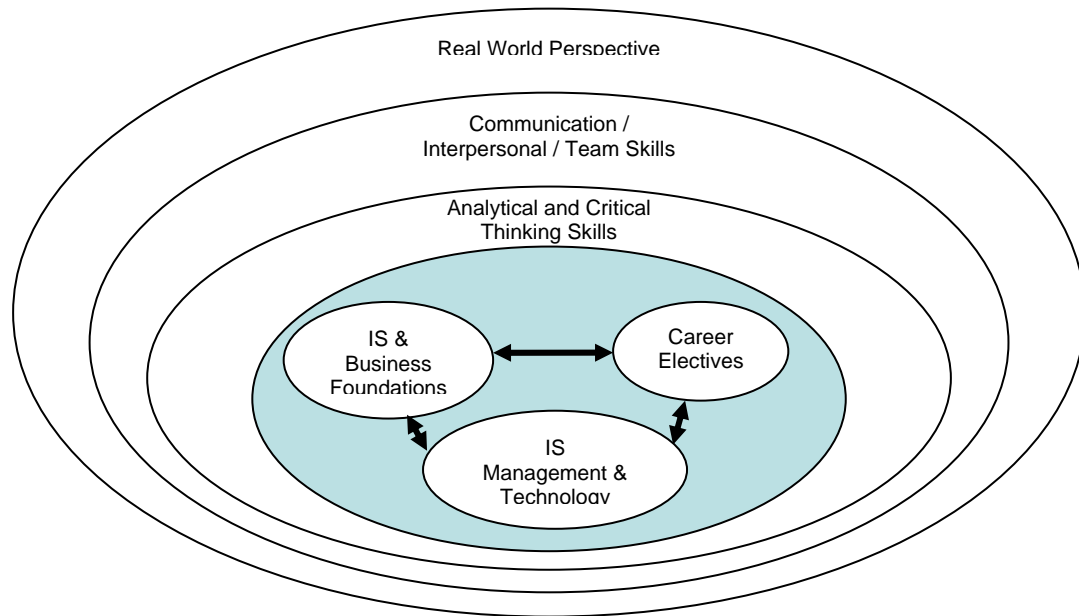 Real World Perspective
Communication /
Interpersonal / Team Skills
Analytical and Critical
Thinking Skills
IS &
Business
Foundations
Career
Electives
IS
Management &
Technology